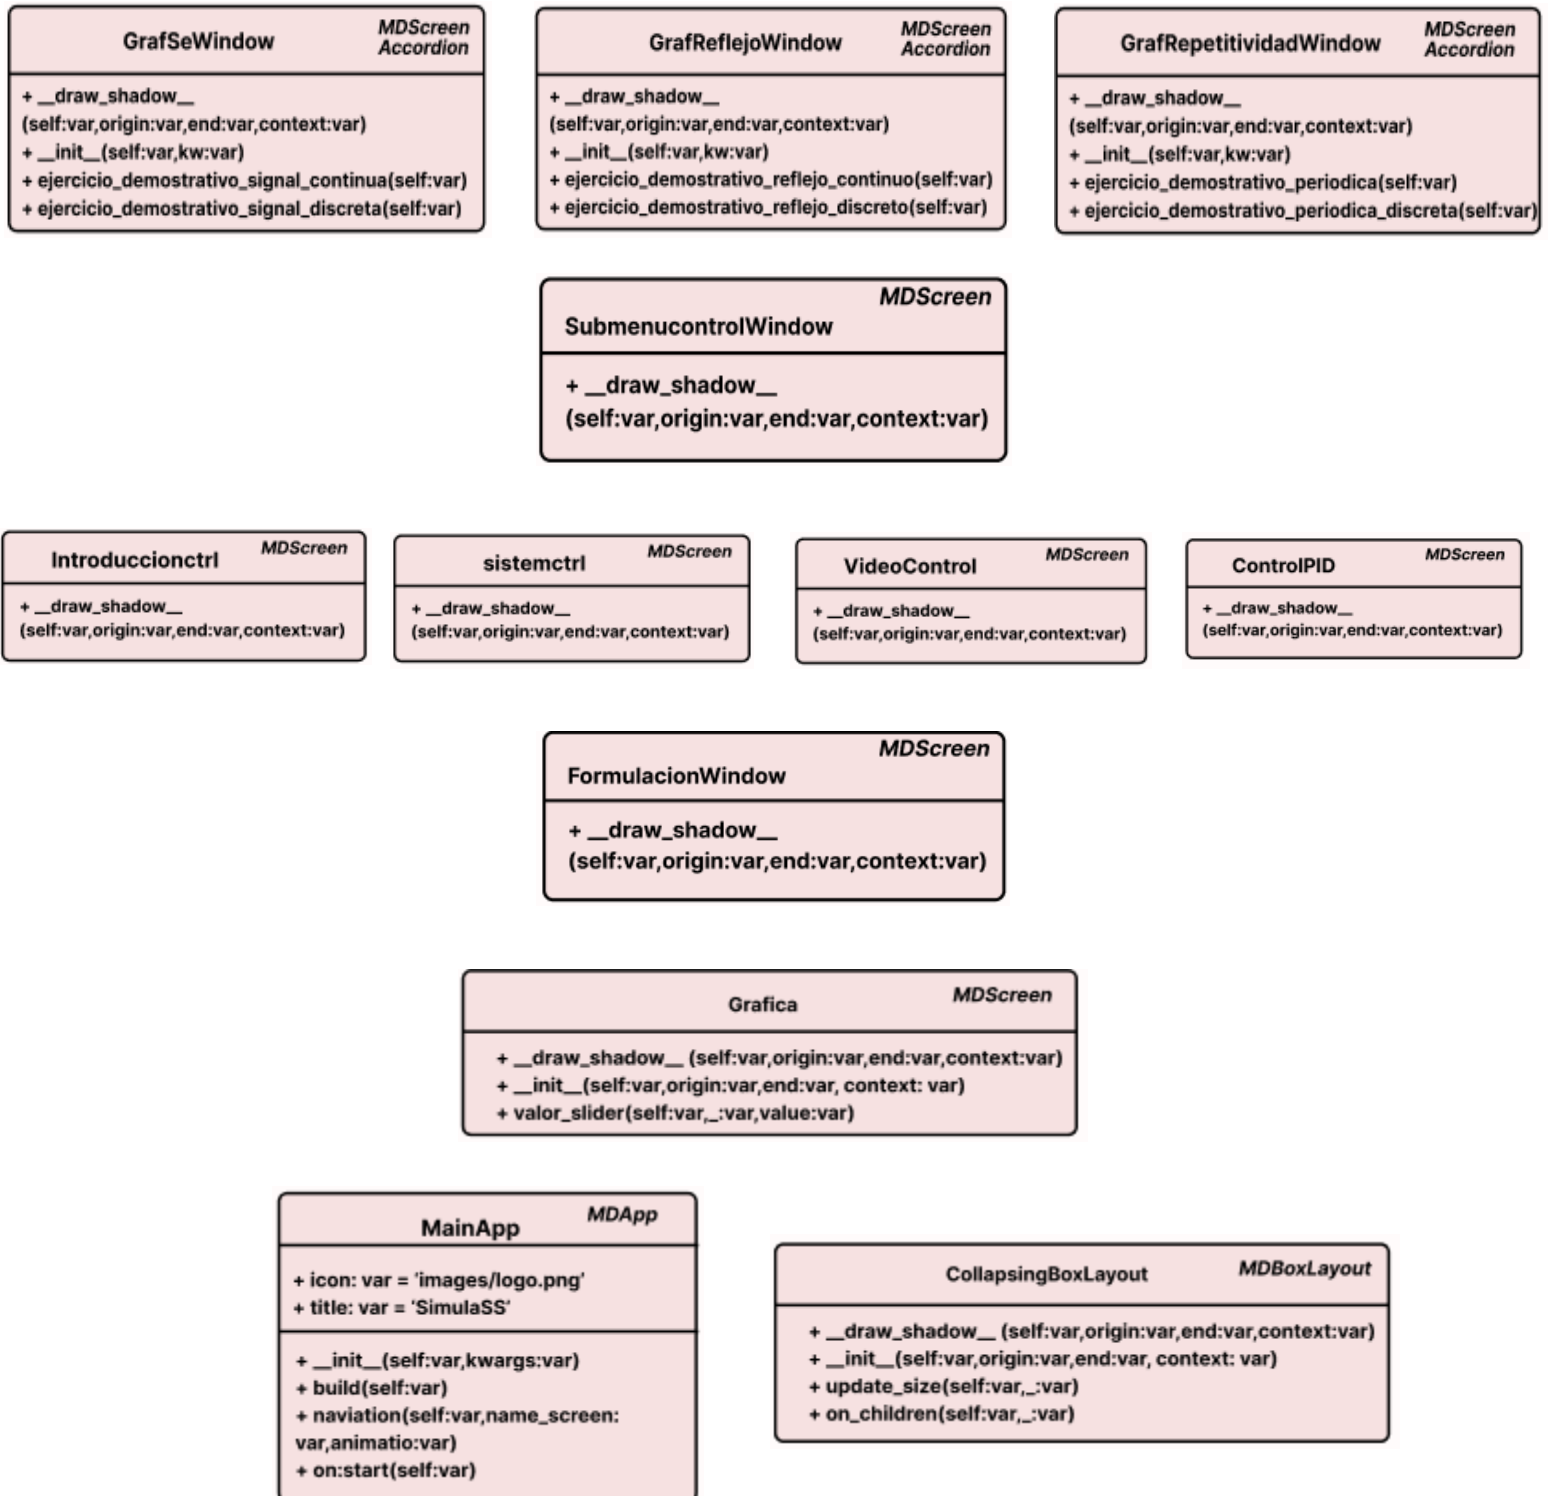 GrafSeWindow
MDScreen
Accordion
+ __draw_shadow__
(self:var,origin:var,end:var,context:var)
+ __init__(self:var,kw:var)
+ ejercicio_demostrativo_signal_continua(self:var)
+ ejercicio_demostrativo_signal_discreta(self:var)
GrafReflejoWindow
MDScreen
Accordion
+ __draw_shadow__
(self:var,origin:var,end:var,context:var)
+ __init__(self:var,kw:var)
+ ejercicio_demostrativo_reflejo_continuo(self:var)
+ ejercicio_demostrativo_reflejo_discreto(self:var)
GrafRepetitividadWindow
MDScreen
Accordion
+ __draw_shadow__
(self:var,origin:var,end:var,context:var)
+ __init__(self:var,kw:var)
+ ejercicio_demostrativo_periodica(self:var)
+ ejercicio_demostrativo_periodica_discreta(self:var)
MDScreen
SubmenucontrolWindow
+ __draw_shadow__
(self:var,origin:var,end:var,context:var)
Introduccionctrl
MDScreen
+ __draw_shadow__
(self:var,origin:var,end:var,context:var)
sistemctrl
MDScreen
+ __draw_shadow__
(self:var,origin:var,end:var,context:var)
VideoControl
MDScreen
+ __draw_shadow__
(self:var,origin:var,end:var,context:var)
ControlPID
MDScreen
+ __draw_shadow__
(self:var,origin:var,end:var,context:var)
MDScreen
FormulacionWindow
+ __draw_shadow__
(self:var,origin:var,end:var,context:var)
Grafica
MDScreen
+ __draw_shadow__ (self:var,origin:var,end:var,context:var)
+ __init__(self:var,origin:var,end:var, context: var)
+ valor_slider(self:var,_:var,value:var)
MainApp
MDApp
+ icon: var = 'images/logo.png'
+ title: var = 'SimulaSS'
+ __init__(self:var,kwargs:var)
+ build(self:var)
+ naviation(self:var,name_screen:
var,animatio:var)
+ on:start(self:var)
CollapsingBoxLayout
MDBoxLayout
+ __draw_shadow__ (self:var,origin:var,end:var,context:var)
+ __init__(self:var,origin:var,end:var, context: var)
+ update_size(self:var,_:var)
+ on_children(self:var,_:var)